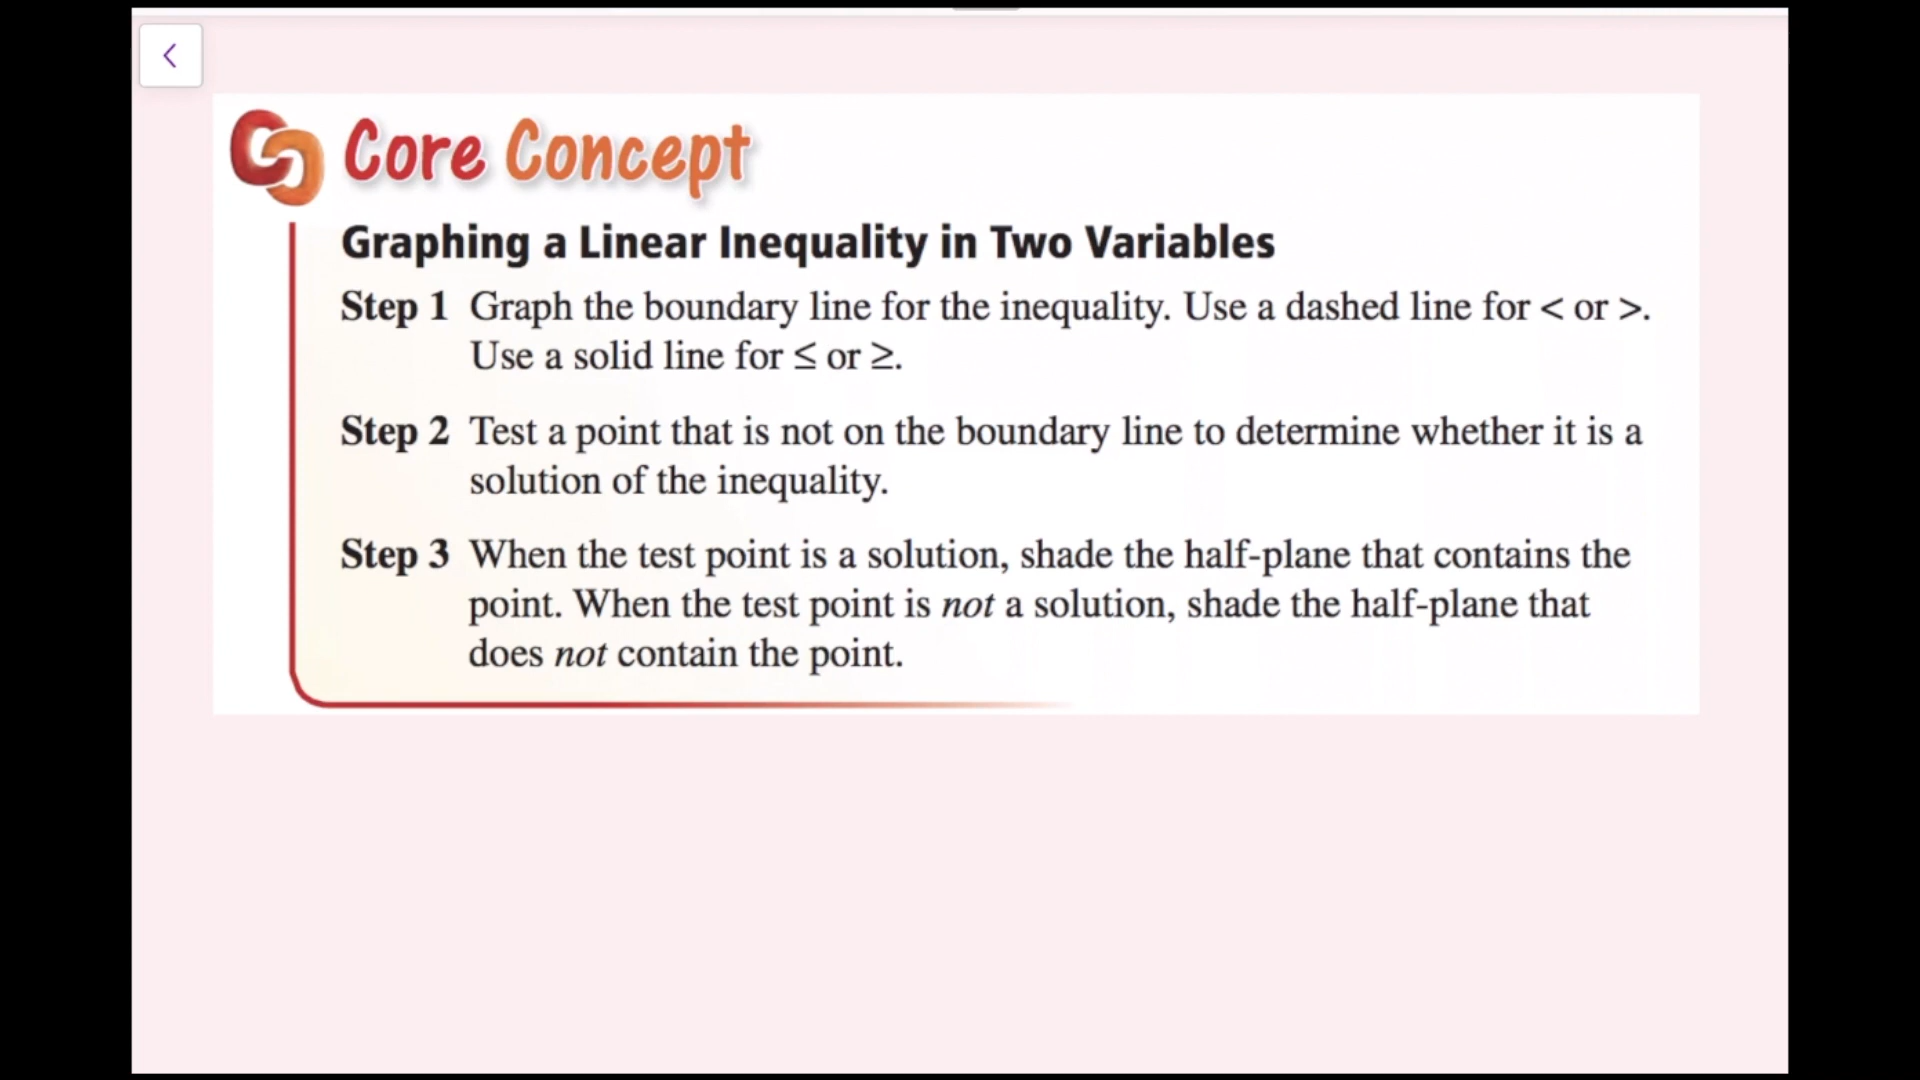 Core Concept
Graphing a Linear Inequality in Two Variables
Step 1 Graph the boundary line for the inequality. Use a dashed line for < or >.
Use a solid line for ≤ or ≥.
Step 2 Test a point that is not on the boundary line to determine whether it is a
solution of the inequality.
Step 3 When the test point is a solution, shade the half-plane that contains the
point. When the test point is not a solution, shade the half-plane that
does not contain the point.